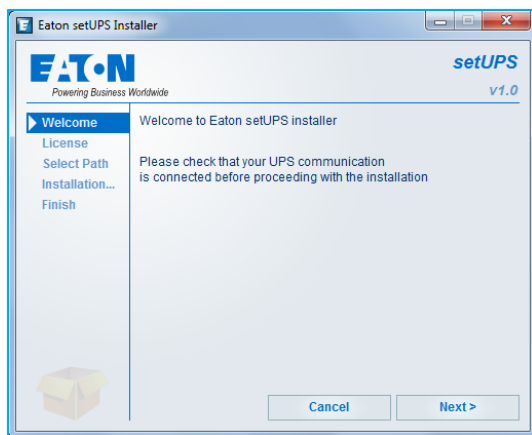 Eaton setUPS Installer
EATON
Powering Business Worldwide
setUPS
v1.0
Welcome
License
Select Path
Installation...
Finish
Welcome to Eaton setUPS installer
Please check that your UPS communication
is connected before proceeding with the installation
Cancel
Next >